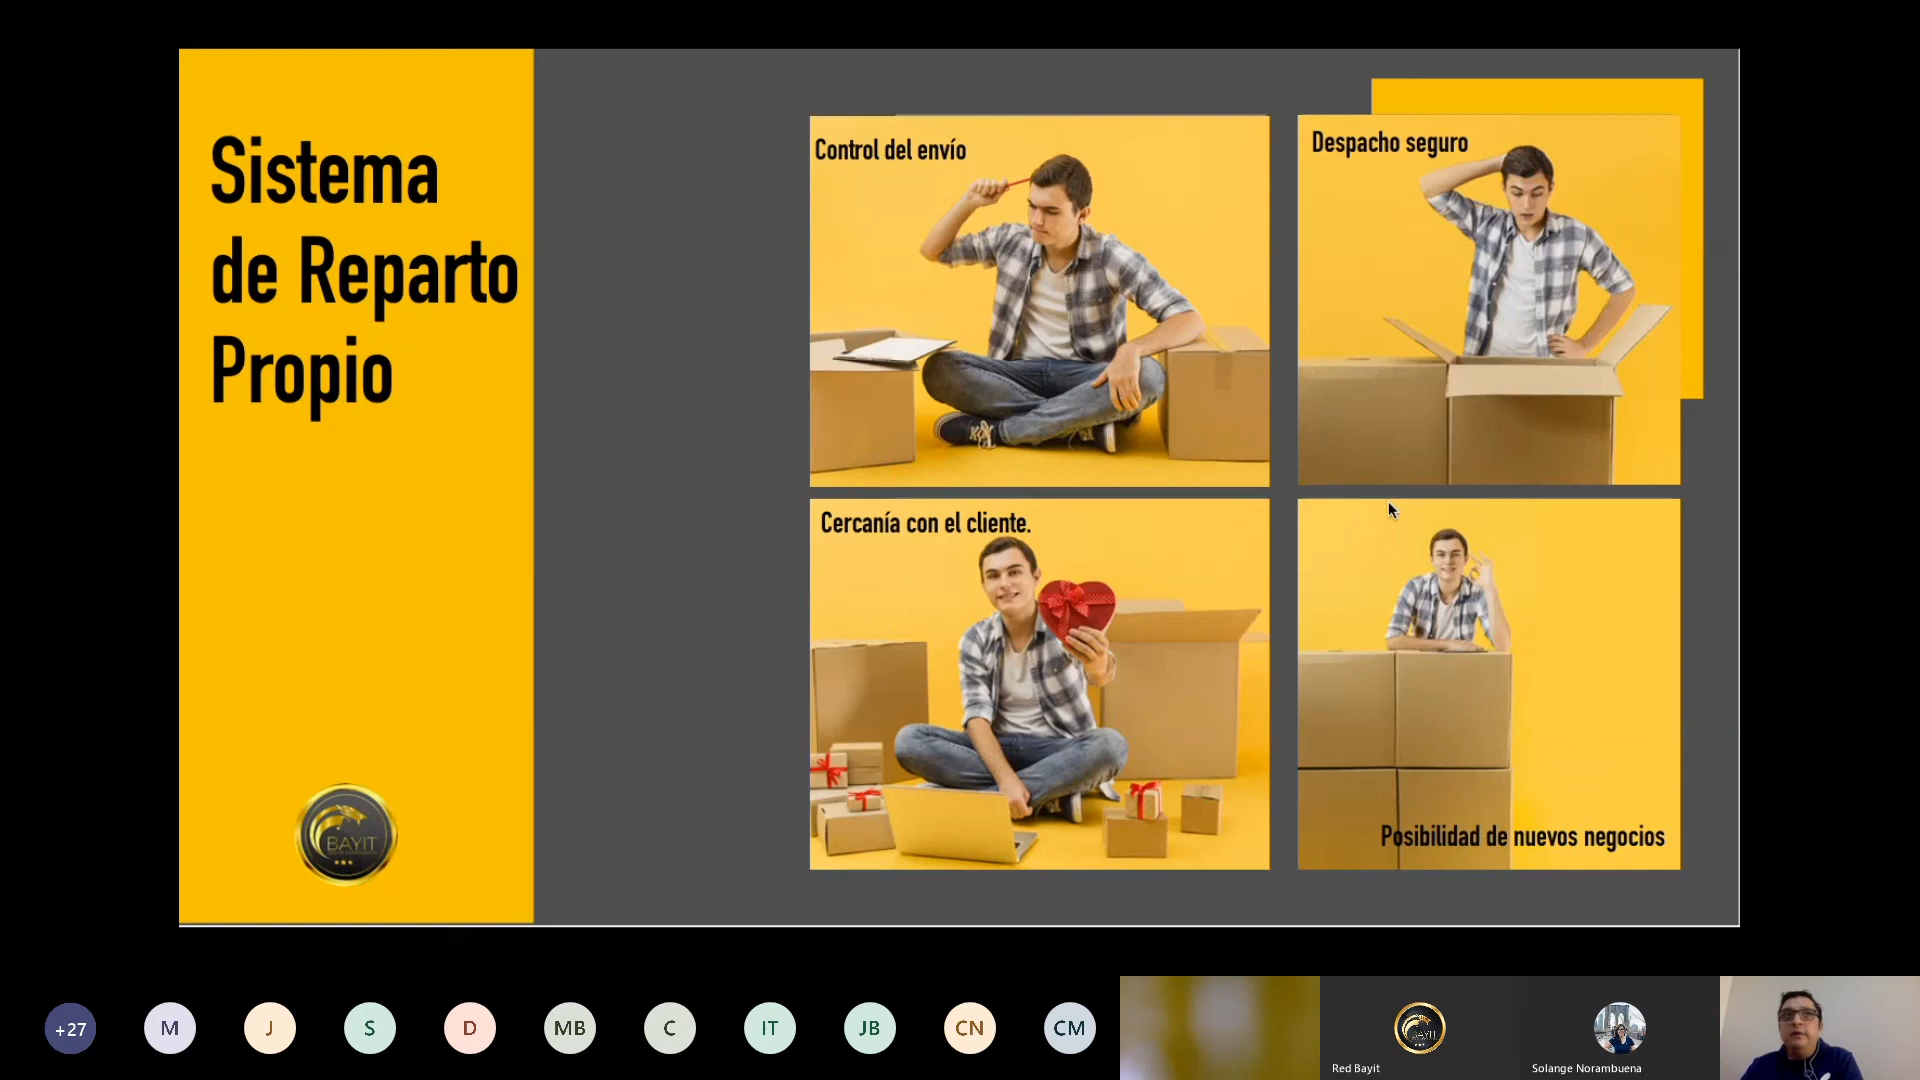 Sistema
de Reparto
Propio
Control del envío
Despacho seguro
Cercanía con el cliente.
Posibilidad de nuevos negocios
BAYIT
+27
M
J
S
D
MB
C
IT
JB
CN
CM
BAYIT
Red Bayit
Solange Norambuena